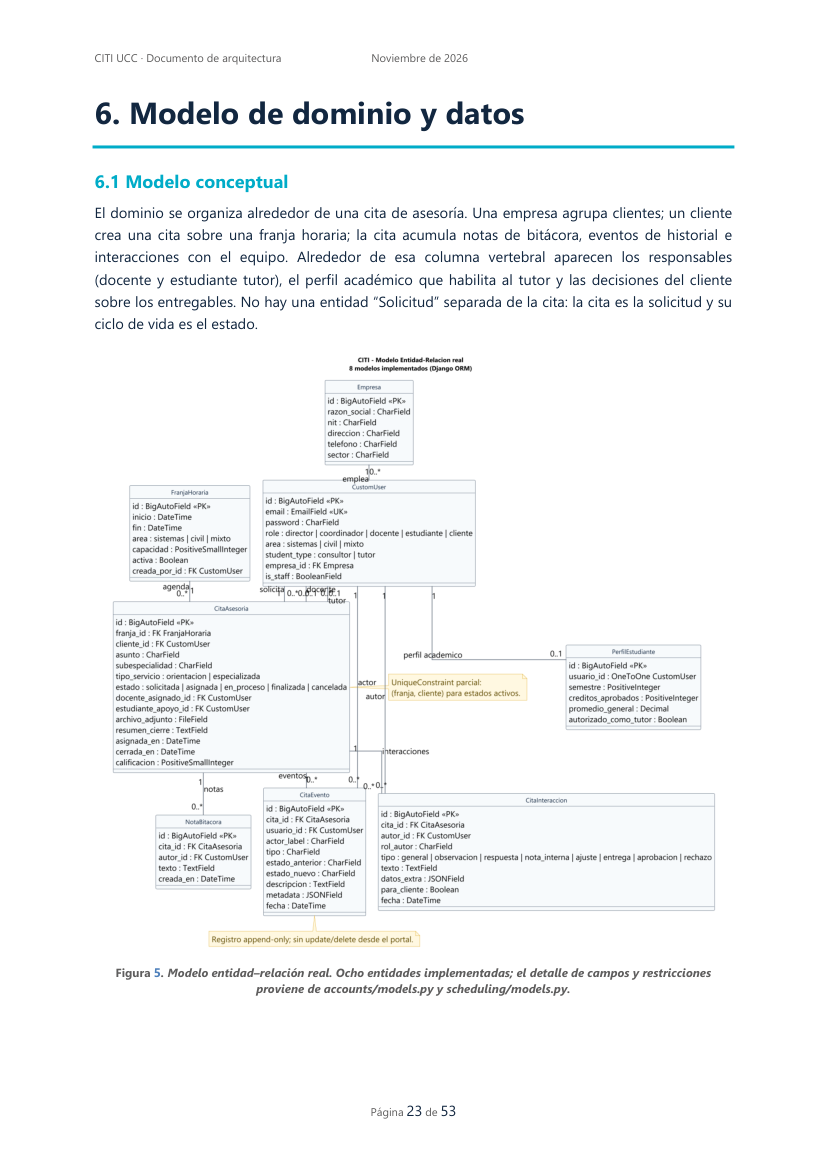 CITI UCC · Documento de arquitectura Noviembre de 2026
6. Modelo de dominio y datos
6.1 Modelo conceptual
El dominio se organiza alrededor de una cita de asesoría. Una empresa agrupa clientes; un cliente
crea una cita sobre una franja horaria; la cita acumula notas de bitácora, eventos de historial e
interacciones con el equipo. Alrededor de esa columna vertebral aparecen los responsables
(docente y estudiante tutor), el perfil académico que habilita al tutor y las decisiones del cliente
sobre los entregables. No hay una entidad “Solicitud” separada de la cita: la cita es la solicitud y su
ciclo de vida es el estado.
CITI - Modelo Entidad-Relacion real
8 modelos implementados (Django ORM)
Empresa
id : BigAutoField «PK»
razon_social : CharField
nit : CharField
direccion : CharField
telefono : CharField
sector : CharField
1
0..*
emplea
FranjaHoraria
id : BigAutoField «PK»
inicio : DateTime
fin : DateTime
area : sistemas | civil | mixto
capacidad : PositiveSmallInteger
activa : Boolean
creada_por_id : FK CustomUser
CustomUser
id : BigAutoField «PK»
email : EmailField «UK»
password : CharField
role : director | coordinador | docente | estudiante | cliente
area : sistemas | civil | mixto
student_type : consultor | tutor
empresa_id : FK Empresa
is_staff : BooleanField
agenda
1
0..*
solicita
1
0..*
docente
tutor
1
1
1
CitaAsesoria
id : BigAutoField «PK»
franja_id : FK FranjaHoraria
cliente_id : FK CustomUser
asunto : CharField
subespecialidad : CharField
tipo_servicio : orientacion | especializada
estado : solicitada | asignada | en_proceso | finalizada | cancelada
docente_asignado_id : FK CustomUser
estudiante_apoyo_id : FK CustomUser
archivo_adjunto : FileField
resumen_cierre : TextField
asignada_en : DateTime
cerrada_en : DateTime
calificacion : PositiveSmallInteger
perfil academico
0..1
PerfilEstudiante
id : BigAutoField «PK»
usuario_id : OneToOne CustomUser
semestre : PositiveInteger
creditos_aprobados : PositiveInteger
promedio_general : Decimal
autorizado_como_tutor : Boolean
actor
autor
UniqueConstraint parcial:
(franja, cliente) para estados activos.
1
interacciones
1
notas
0..*
eventos
0..*
0..*
0..*
0..*
NotaBitacora
id : BigAutoField «PK»
cita_id : FK CitaAsesoria
autor_id : FK CustomUser
texto : TextField
creada_en : DateTime
CitaEvento
id : BigAutoField «PK»
cita_id : FK CitaAsesoria
usuario_id : FK CustomUser
actor_label : CharField
tipo : CharField
estado_anterior : CharField
estado_nuevo : CharField
descripcion : TextField
metadata : JSONField
fecha : DateTime
CitaInteraccion
id : BigAutoField «PK»
cita_id : FK CitaAsesoria
autor_id : FK CustomUser
rol_autor : CharField
tipo : general | observacion | respuesta | nota_interna | ajuste | entrega | aprobacion | rechazo
texto : TextField
datos_extra : JSONField
para_cliente : Boolean
fecha : DateTime
Registro append-only; sin update/delete desde el portal.
Figura 5. Modelo entidad–relación real. Ocho entidades implementadas; el detalle de campos y restricciones
proviene de accounts/models.py y scheduling/models.py.
Página 23 de 53